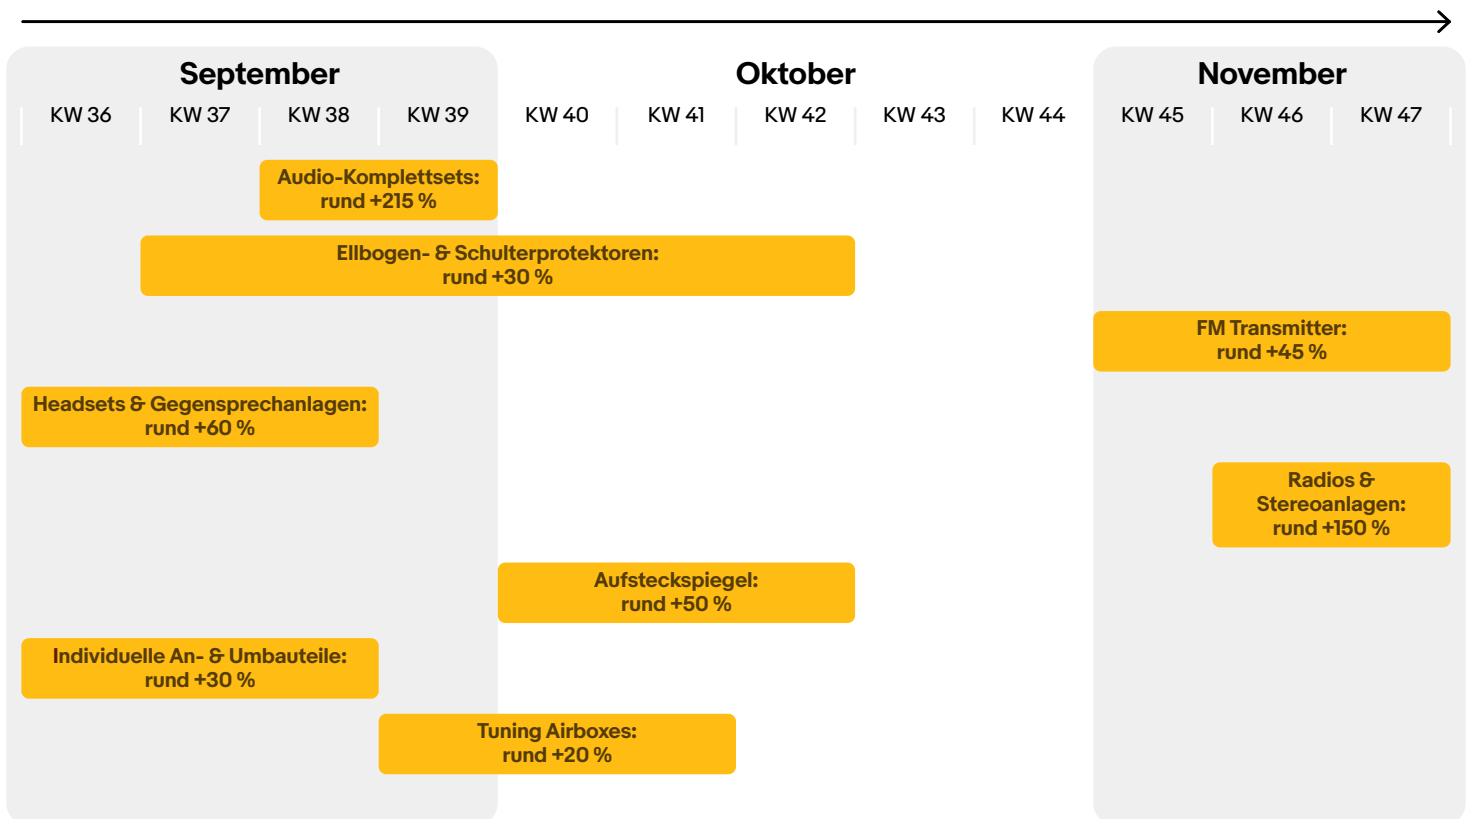 September
Oktober
November
KW 36
KW 37
KW 38
KW 39
KW 40
KW 41
KW 42
KW 43
KW 44
KW 45
KW 46
KW 47
Audio-Komplettsets:
rund +215 %
Ellbogen- & Schulterprotektoren:
rund +30 %
FM Transmitter:
rund +45 %
Headsets & Gegensprechanlagen:
rund +60 %
Radios &
Stereoanlagen:
rund +150 %
Aufsteckspiegel:
rund +50 %
Individuelle An- & Umbauteile:
rund +30 %
Tuning Airboxes:
rund +20 %